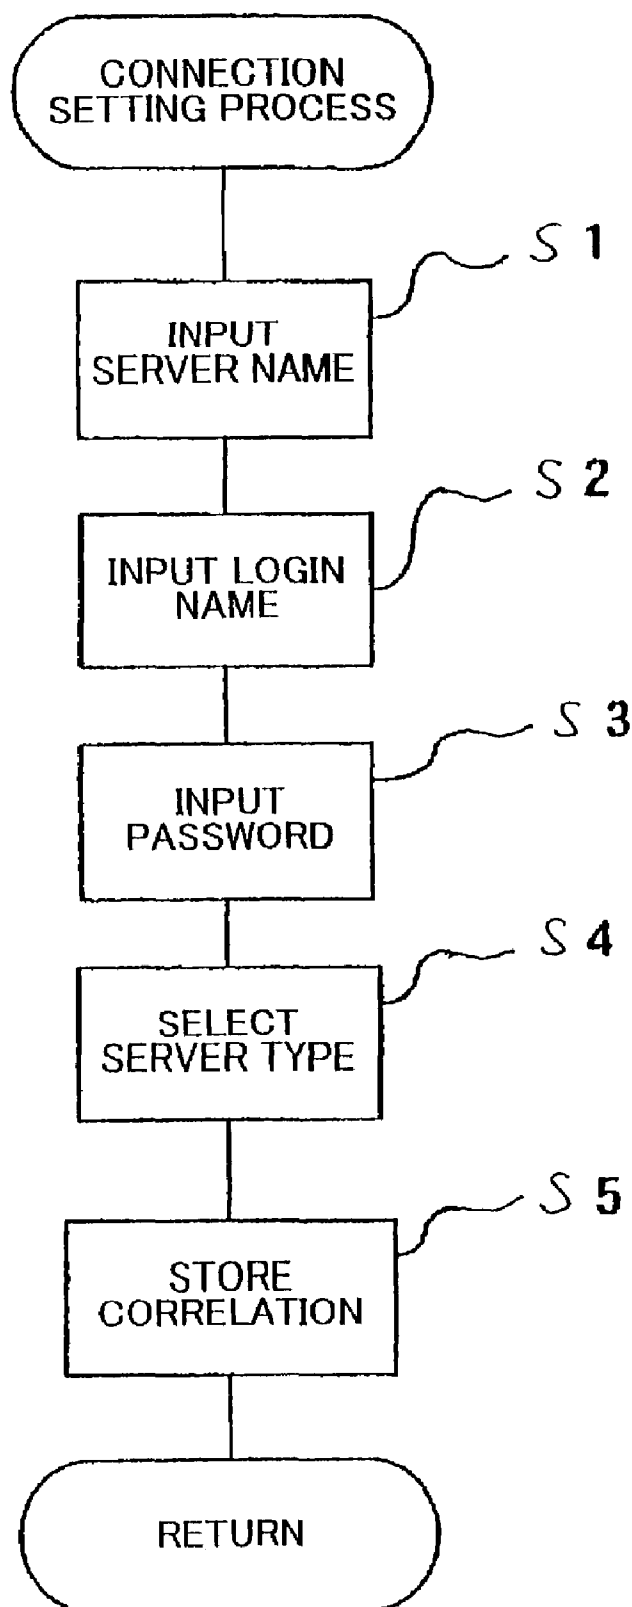 CONNECTION
SETTING PROCESS
S 1
INPUT
SERVER NAME
S 2
INPUT LOGIN
NAME
S 3
INPUT
PASSWORD
S 4
SELECT
SERVER TYPE
S 5
STORE
CORRELATION
RETURN